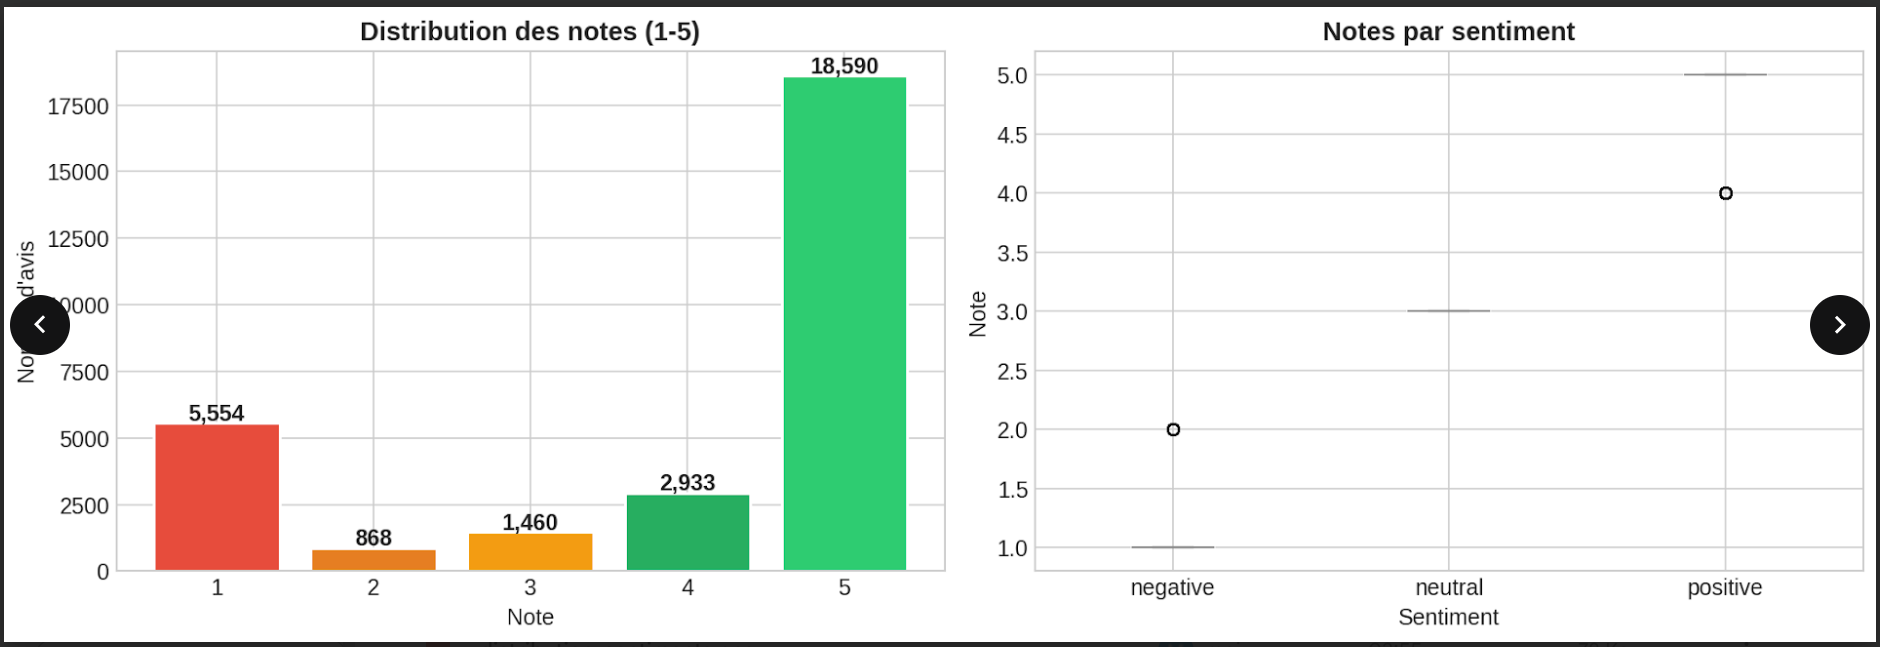 Distribution des notes (1-5)
18,590
17500
15000
12500
7500
5000
2500
0
5,554
868
1,460
2,933
1
2
3
4
5
Note
d'avis
Notes par sentiment
5.0
4.5
4.0
3.5
3.0
2.5
2.0
1.5
1.0
Note
negative
neutral
positive
Sentiment